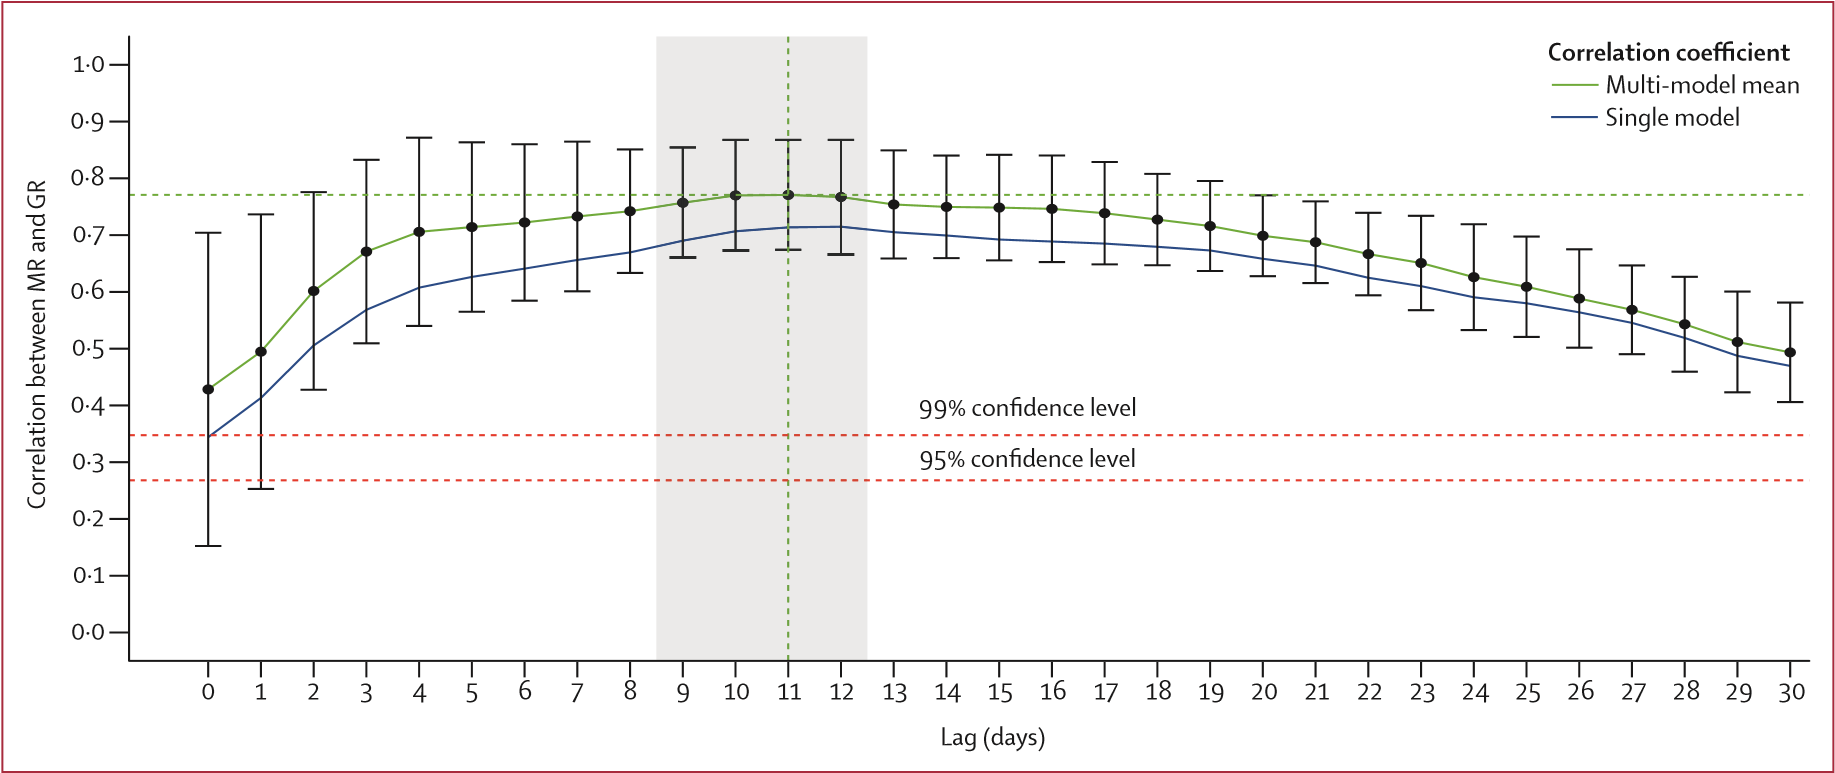 Correlation coefficient
Multi-model mean
Single model
Correlation between MR and GR
1·0
0·9
0·8
0·7
0·6
0·5
0·4
0·3
0·2
0·1
0·0
99% confidence level
95% confidence level
0 1 2 3 4 5 6 7 8 9 10 11 12 13 14 15 16 17 18 19 20 21 22 23 24 25 26 27 28 29 30
Lag (days)